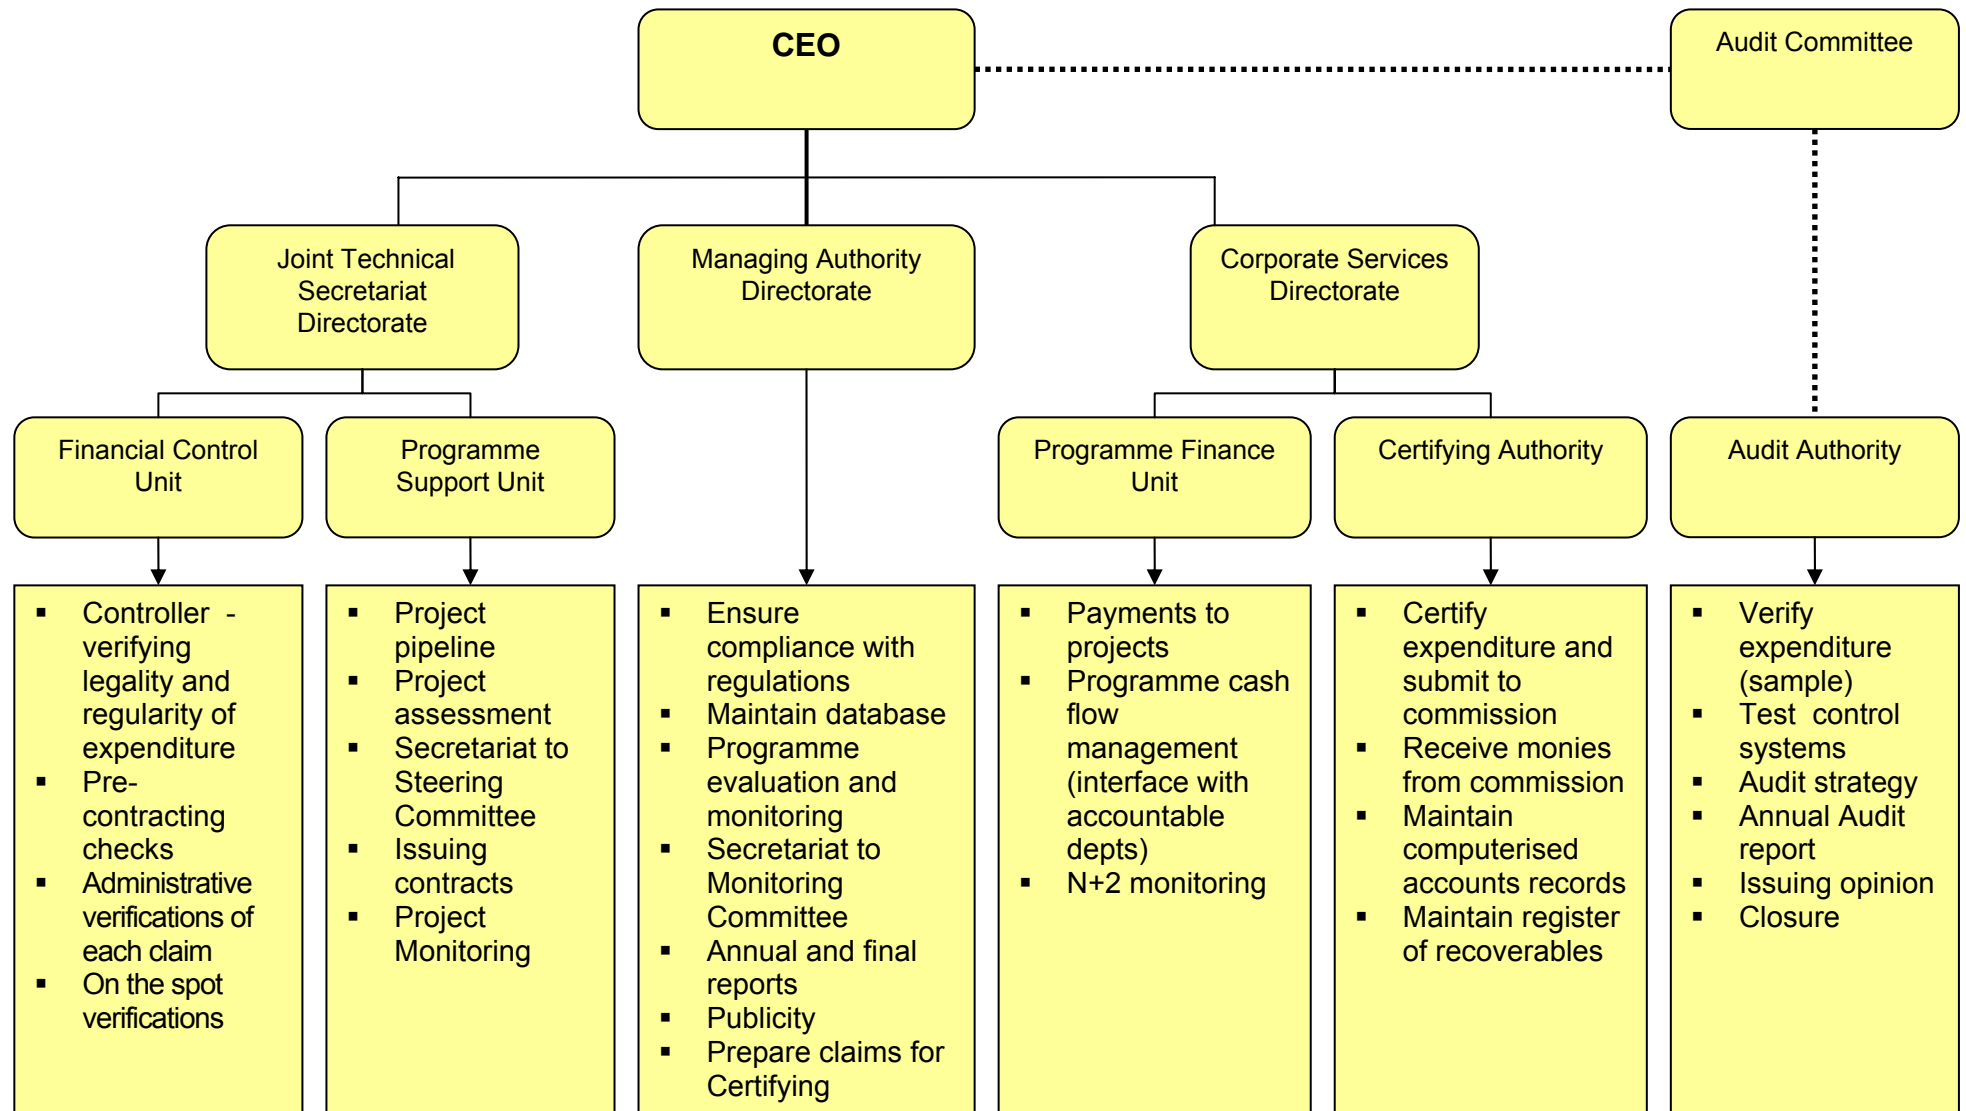 CEO
Audit Committee
Joint Technical
Secretariat
Directorate
Managing Authority
Directorate
Corporate Services
Directorate
Financial Control
Unit
Programme
Support Unit
Programme Finance
Unit
Certifying Authority
Audit Authority
▪ Controller -
verifying
legality and
regularity of
expenditure
▪ Pre-
contracting
checks
▪ Administrative
verifications of
each claim
▪ On the spot
verifications
▪ Project
pipeline
▪ Project
assessment
▪ Secretariat to
Steering
Committee
▪ Issuing
contracts
▪ Project
Monitoring
▪ Ensure
compliance with
regulations
▪ Maintain database
▪ Programme
evaluation and
monitoring
▪ Secretariat to
Monitoring
Committee
▪ Annual and final
reports
▪ Publicity
▪ Prepare claims for
Certifying
▪ Payments to
projects
▪ Programme cash
flow
management
(interface with
accountable
depts)
▪ N+2 monitoring
▪ Certify
expenditure and
submit to
commission
▪ Receive monies
from commission
▪ Maintain
computerised
accounts records
▪ Maintain register
of recoverables
▪ Verify
expenditure
(sample)
▪ Test control
systems
▪ Audit strategy
▪ Annual Audit
report
▪ Issuing opinion
▪ Closure